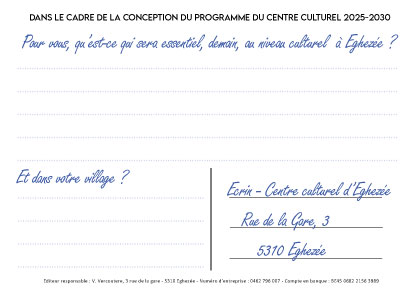 DANS LE CADRE DE LA CONCEPTION DU PROGRAMME DU CENTRE CULTUREL 2025-2030
Pour vous, qu'est-ce qui sera essentiel, demain, au niveau culturel à Eghezée ?
Et dans votre village ?
Ecrin - Centre culturel d'Eghezée
Rue de la Gare, 3
5310 Eghezée
Editeur responsable : V. Vercoutere, 3 rue de la gare - 5310 Eghezée - Numéro d'entreprise : 0462 796 007 - Compte en banque : BE45 0682 2156 3989